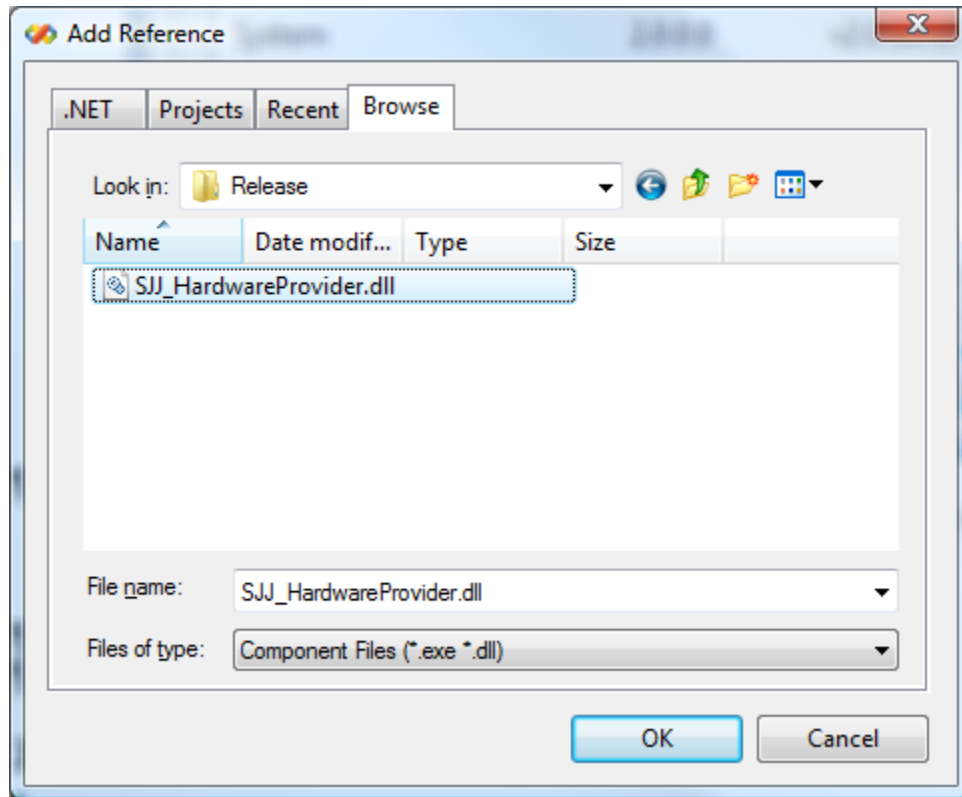 Add Reference
.NET Projects Recent Browse
Look in: Release
Name Date modif... Type Size
SJJ_HardwareProvider.dll
File name: SJJ_HardwareProvider.dll
Files of type: Component Files (*.exe *.dll)
OK Cancel